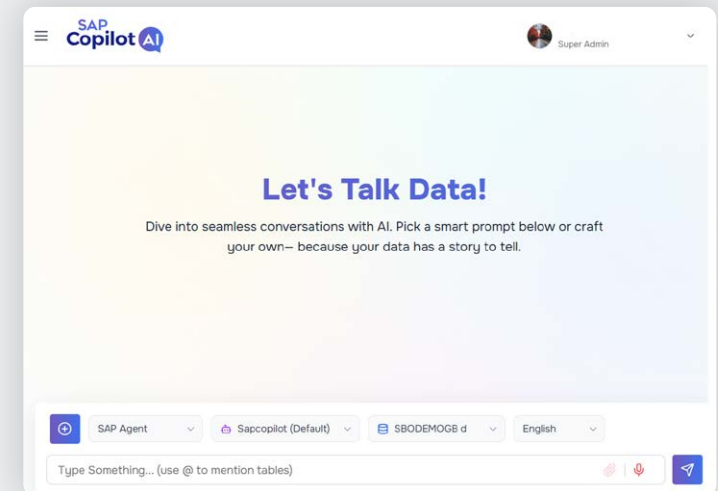 SAP
Copilot AI
Super Admin
Let's Talk Data!
Dive into seamless conversations with AI. Pick a smart prompt below or craft
your own— because your data has a story to tell.
SAP Agent
Sapcopilot (Default)
SBODEMOGB d
English
Type Something... (use @ to mention tables)